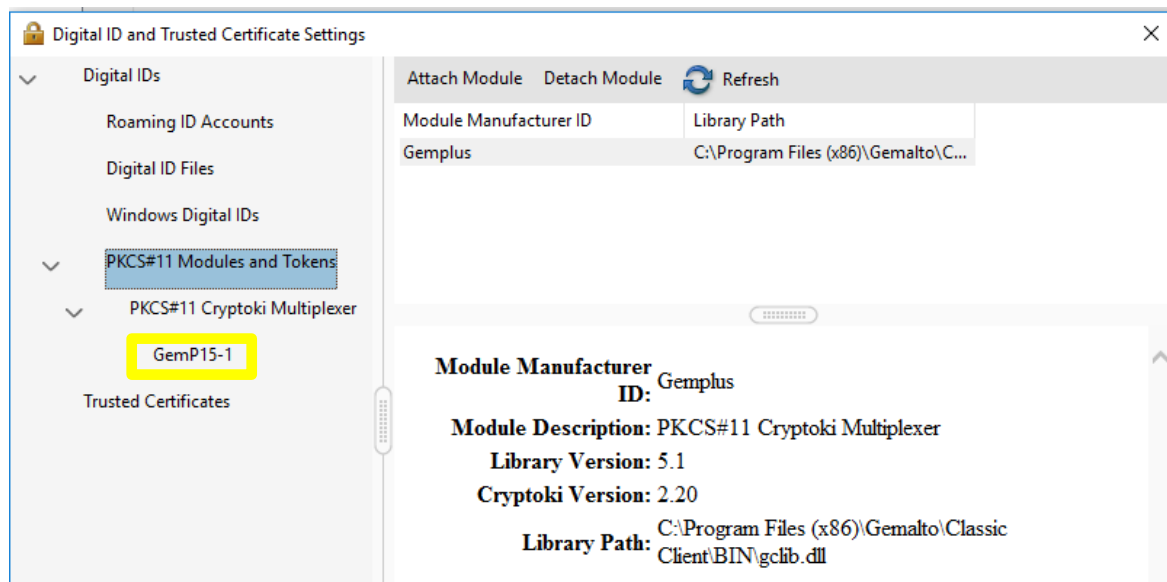 Digital ID and Trusted Certificate Settings
Digital IDs
Roaming ID Accounts
Digital ID Files
Windows Digital IDs
PKCS#11 Modules and Tokens
PKCS#11 Cryptoki Multiplexer
GemP15-1
Trusted Certificates
Attach Module Detach Module Refresh
Module Manufacturer ID Library Path
Gemplus C:\Program Files (x86)\Gemalto\C...
Module Manufacturer
ID: Gemplus
Module Description: PKCS#11 Cryptoki Multiplexer
Library Version: 5.1
Cryptoki Version: 2.20
Library Path: C:\Program Files (x86)\Gemalto\Classic
Client\BIN\gclib.dll